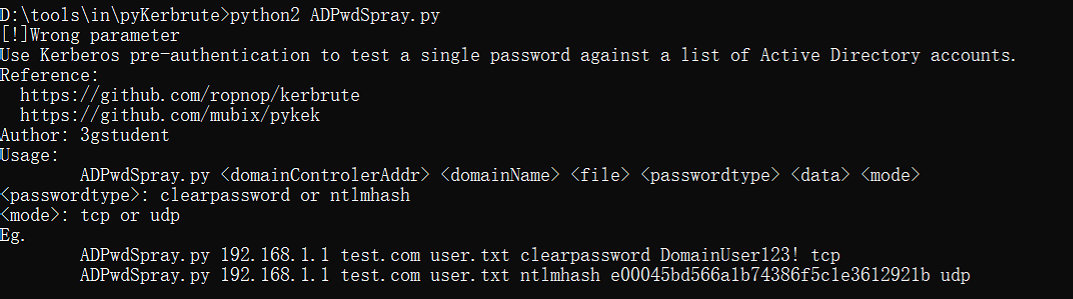 D:\tools\in\pyKerbrute>python2 ADPwdSpray.py
[!]Wrong parameter
Use Kerberos pre-authentication to test a single password against a list of Active Directory accounts.
Reference:
  https://github.com/ropnop/kerbrute
  https://github.com/mubix/pykek
Author: 3gstudent
Usage:
        ADPwdSpray.py <domainControlerAddr> <domainName> <file> <passwordtype> <data> <mode>
<passwordtype>: clearpassword or ntlmhash
<mode>: tcp or udp
Eg.
        ADPwdSpray.py 192.168.1.1 test.com user.txt clearpassword DomainUser123! tcp
        ADPwdSpray.py 192.168.1.1 test.com user.txt ntlmhash e00045bd566a1b74386f5c1e3612921b udp